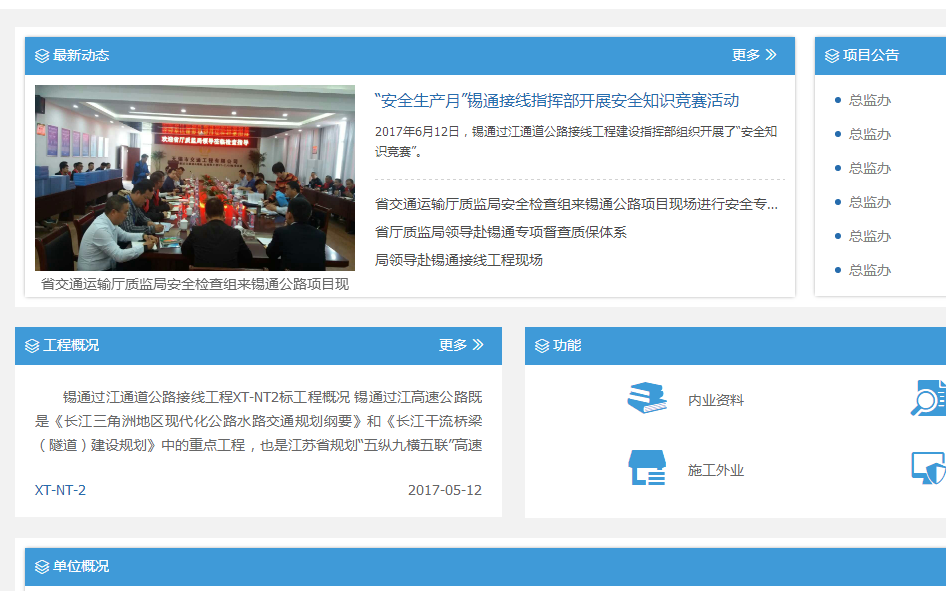 最新动态
更多
“安全生产月”锡通接线指挥部开展安全知识竞赛活动
2017年6月12日，锡通过江通道公路接线工程建设指挥部组织开展了“安全知
识竞赛”。
省交通运输厅质监局安全检查组来锡通公路项目现场进行安全专...
省厅质监局领导赴锡通专项督查质保体系
局领导赴锡通接线工程现场
欢迎省厅质监局领导莅临检查指导
省交通运输厅质监局安全检查组来锡通公路项目现
项目公告
总监办
总监办
总监办
总监办
总监办
总监办
工程概况
更多
锡通过江通道公路接线工程XT-NT2标工程概况 锡通过江高速公路既
是《长江三角洲地区现代化公路水路交通规划纲要》和《长江干流桥梁
（隧道）建设规划》中的重点工程，也是江苏省规划“五纵九横五联”高速
XT-NT-2
2017-05-12
功能
内业资料
施工外业
单位概况